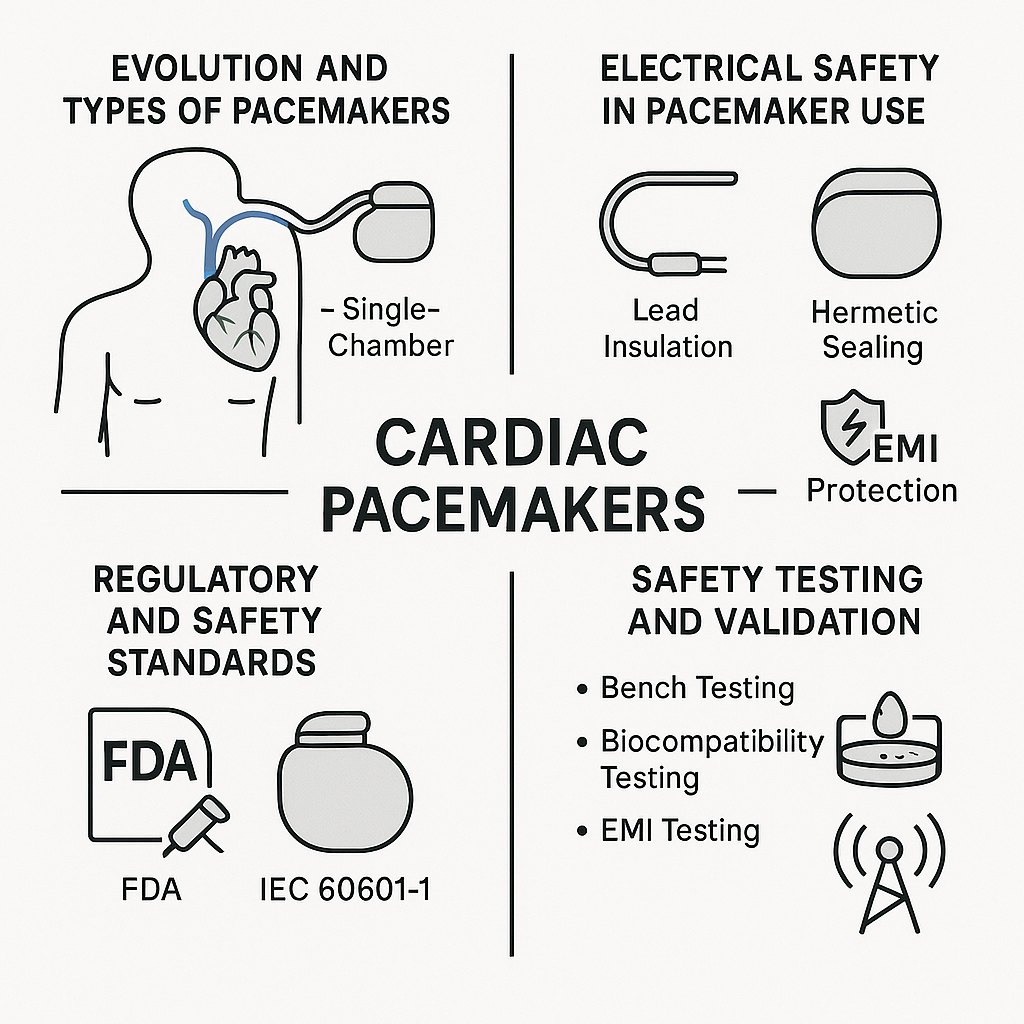 EVOLUTION AND
TYPES OF PACEMAKERS
– Single–
Chamber
ELECTRICAL SAFETY
IN PACEMAKER USE
Lead
Insulation
Hermetic
Sealing
EMI
Protection
CARDIAC
PACEMAKERS
REGULATORY
AND SAFETY
STANDARDS
FDA
FDA
IEC 60601-1
SAFETY TESTING
AND VALIDATION
• Bench Testing
• Biocompatibility
Testing
• EMI Testing